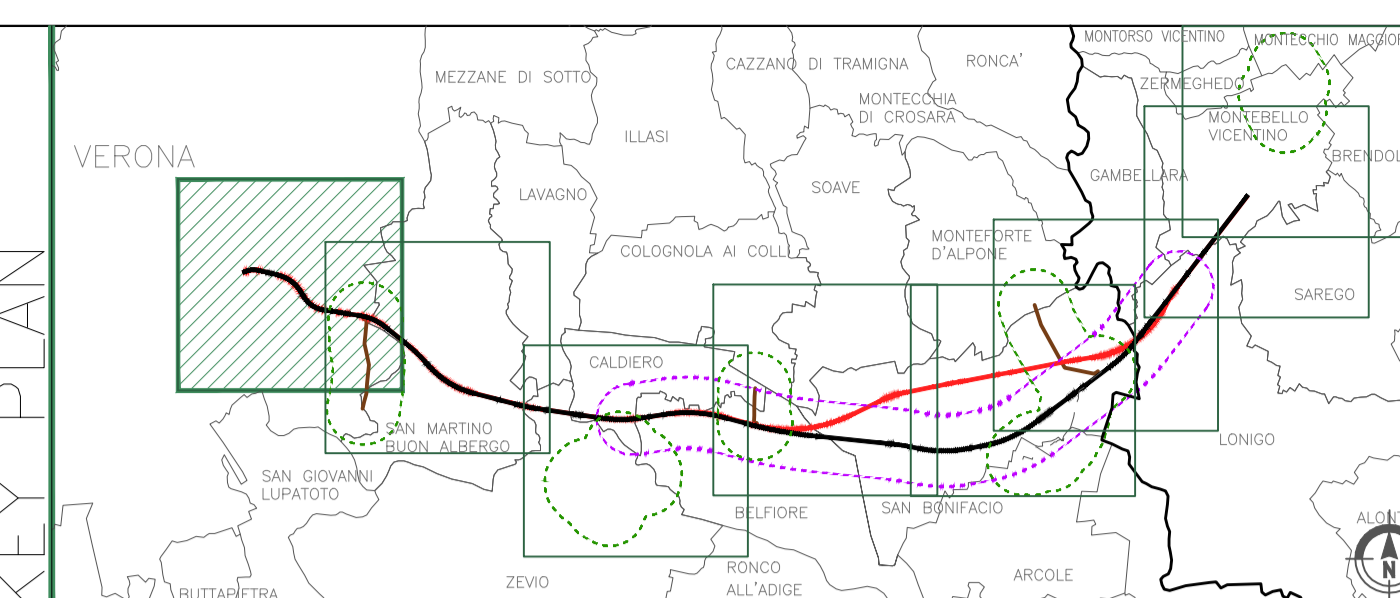 MONTORSO VICENTINO
MONTECCHIO MAGGIOR
MEZZANE DI SOTTO
CAZZANO DI TRAMIGNA
RONCA'
ZERMEGHEDO
MONTECCHIA
DI CROSARA
MONTEBELLO
VICENTINO
ILLASI
VERONA
BRENDOL
GAMBELLARA
LAVAGNO
SOAVE
MONTEFORTE
D'ALPONE
COLOGNOLA AI COLLI
SAREGO
CALDIERO
SAN MARTINO
BUON ALBERGO
LONIGO
SAN GIOVANNI
LUPATOTO
BELFIORE
SAN BONIFACIO
ALONT
RONCO
ALL'ADIGE
ARCOLE
ZEVIO
BUTTAPIETRA
N
KEY PLAN